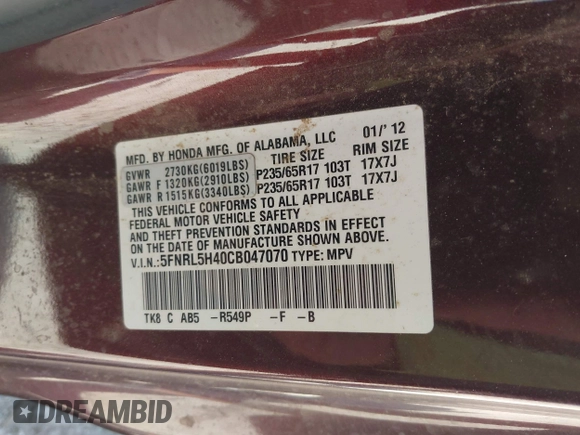 MFD. BY HONDA MFG. OF ALABAMA, LLC 01/'12
TIRE SIZE RIM SIZE
GVWR 2730KG(6019LBS)
GAWR F 1320KG(2910LBS) P235/65R17 103T 17X7J
GAWR R 1515KG(3340LBS) P235/65R17 103T 17X7J
THIS VEHICLE CONFORMS TO ALL APPLICABLE
FEDERAL MOTOR VEHICLE SAFETY
AND THEFT PREVENTION STANDARDS IN EFFECT
ON THE DATE OF MANUFACTURE SHOWN ABOVE.
V.I.N.:5FNRL5H40CB047070 TYPE: MPV
TK8 C AB5 -R549P -F -B
DREAMBID